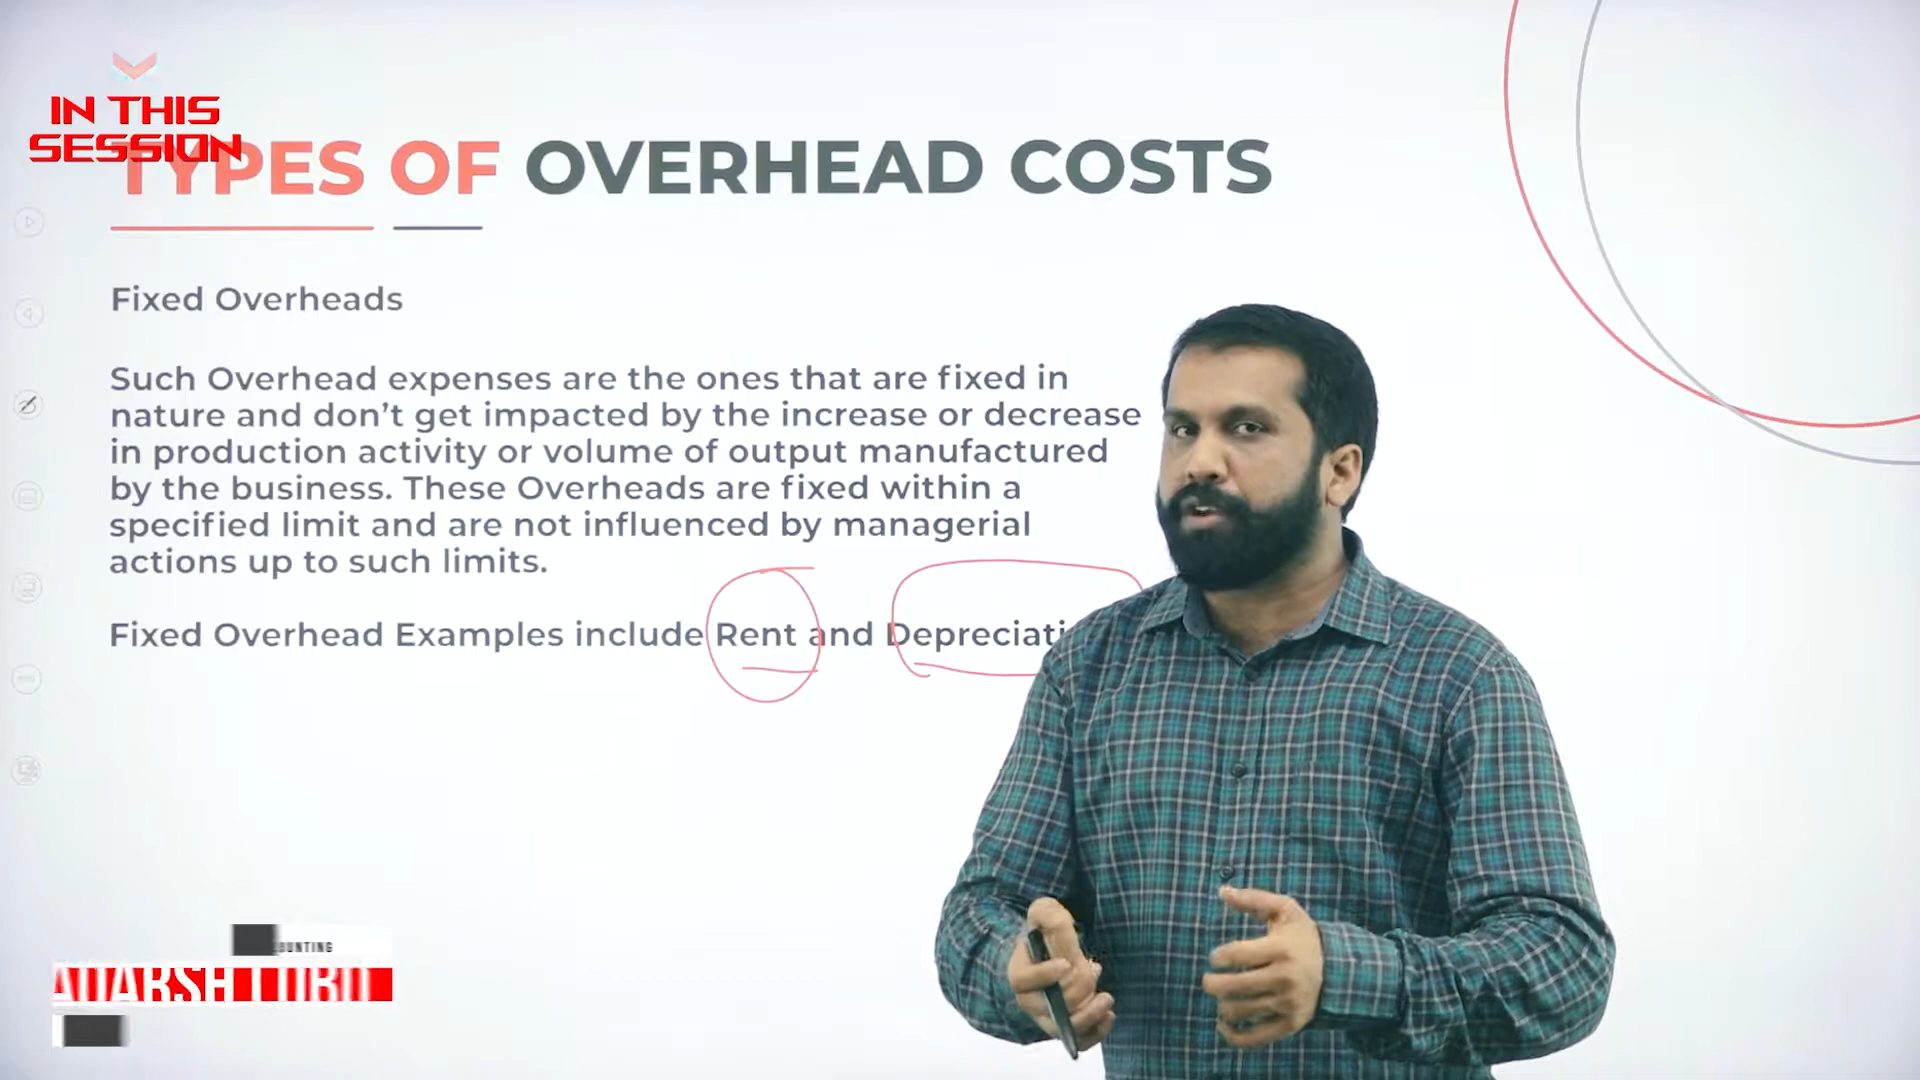 IN THIS
SESSION
TYPES OF OVERHEAD COSTS
Fixed Overheads
Such Overhead expenses are the ones that are fixed in
nature and don’t get impacted by the increase or decrease
in production activity or volume of output manufactured
by the business. These Overheads are fixed within a
specified limit and are not influenced by managerial
actions up to such limits.
Fixed Overhead Examples include Rent and